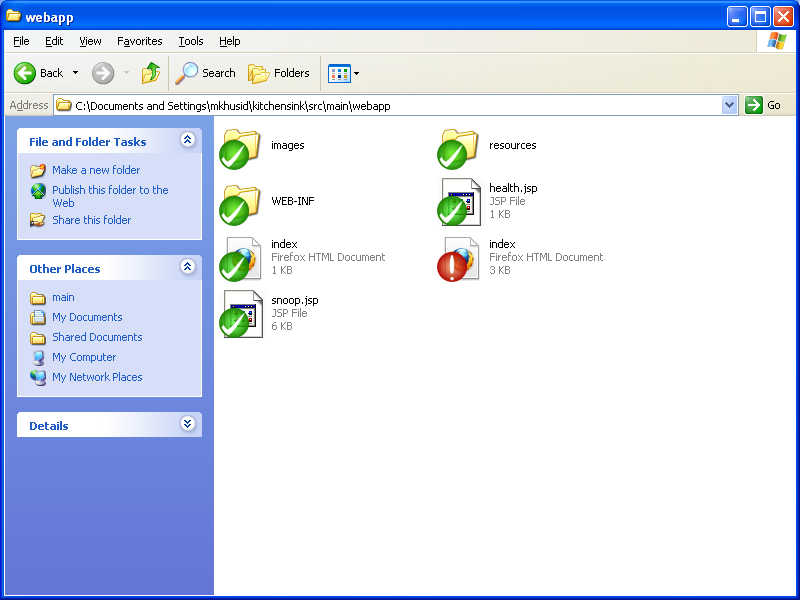 webapp
File Edit View Favorites Tools Help
Back Search Folders
Address C:\Documents and Settings\mkhusid\kitchensink\src\main\webapp Go
File and Folder Tasks
Make a new folder
Publish this folder to the
Web
Share this folder
Other Places
main
My Documents
Shared Documents
My Computer
My Network Places
Details
images
resources
WEB-INF
health.jsp
JSP File
1 KB
index
Firefox HTML Document
1 KB
index
Firefox HTML Document
3 KB
snoop.jsp
JSP File
6 KB